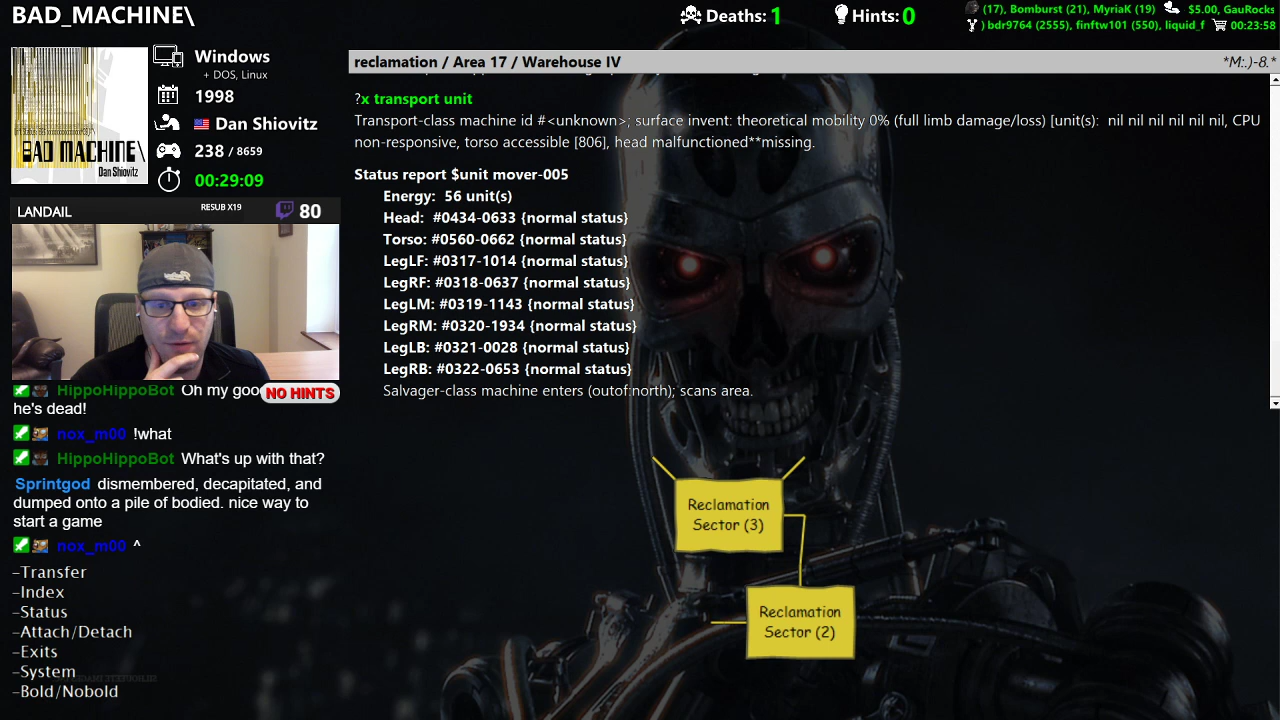 BAD_MACHINE\
Deaths: 1
Hints: 0
(17), Bomburst (21), MyriaK (19) $5.00, GauRocks
) bdr9764 (2555), finftw101 (550), liquid_f 00:23:58
BAD MACHINE\
Dan Shiovitz
Windows
+ DOS, Linux
1998
Dan Shiovitz
238 / 8659
00:29:09
LANDAIL RESUB X19 80
HippoHippoBot Oh my goo
he's dead!
NO HINTS
nox_m00 !what
HippoHippoBot What's up with that?
Sprintgod dismembered, decapitated, and
dumped onto a pile of bodied. nice way to
start a game
nox_m00 ^
-Transfer
-Index
-Status
-Attach/Detach
-Exits
-System
-Bold/Nobold
reclamation / Area 17 / Warehouse IV *M:.)-8.*
?x transport unit
Transport-class machine id #<unknown>; surface invent: theoretical mobility 0% (full limb damage/loss) [unit(s: nil nil nil nil nil nil, CPU
non-responsive, torso accessible [806], head malfunctioned**missing.
Status report $unit mover-005
Energy: 56 unit(s)
Head: #0434-0633 {normal status}
Torso: #0560-0662 {normal status}
LegLF: #0317-1014 {normal status}
LegRF: #0318-0637 {normal status}
LegLM: #0319-1143 {normal status}
LegRM: #0320-1934 {normal status}
LegLB: #0321-0028 {normal status}
LegRB: #0322-0653 {normal status}
Salvager-class machine enters (outof:north); scans area.
Reclamation
Sector (3)
Reclamation
Sector (2)